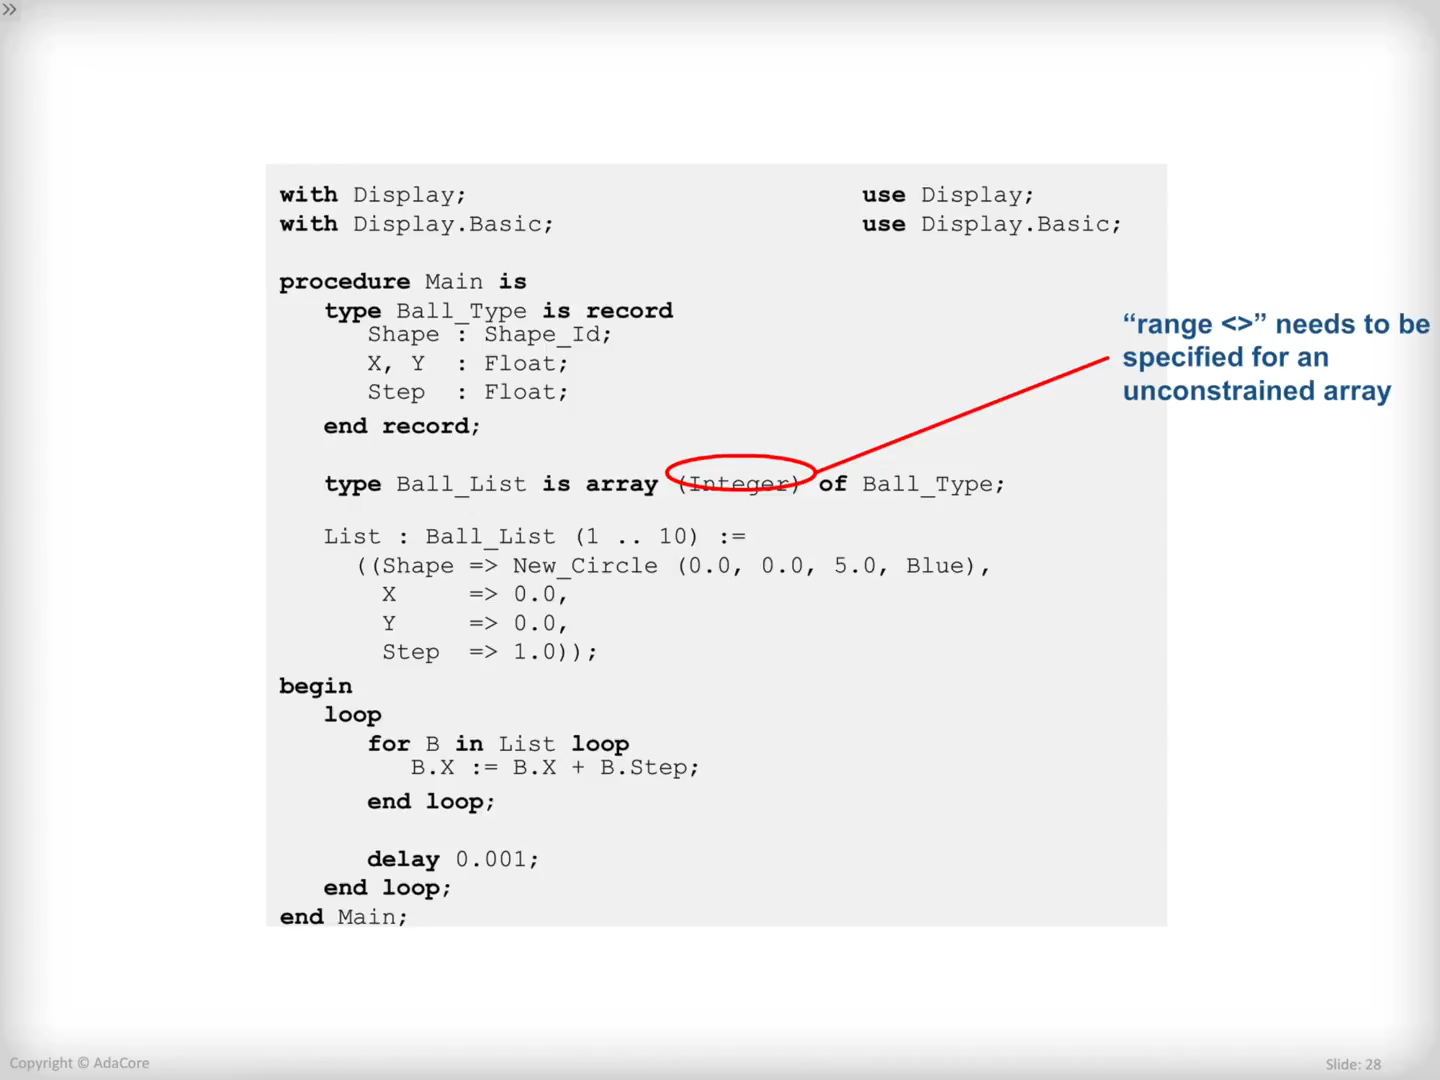 »
with Display; use Display;
with Display.Basic; use Display.Basic;
procedure Main is
type Ball_Type is record
Shape : Shape_Id;
X, Y : Float;
Step : Float;
end record;
“range <>” needs to be
specified for an
unconstrained array
type Ball_List is array (Integer) of Ball_Type;
List : Ball_List (1 .. 10) :=
((Shape => New_Circle (0.0, 0.0, 5.0, Blue),
X => 0.0,
Y => 0.0,
Step => 1.0));
begin
loop
for B in List loop
B.X := B.X + B.Step;
end loop;
delay 0.001;
end loop;
end Main;
Copyright © AdaCore
Slide: 28